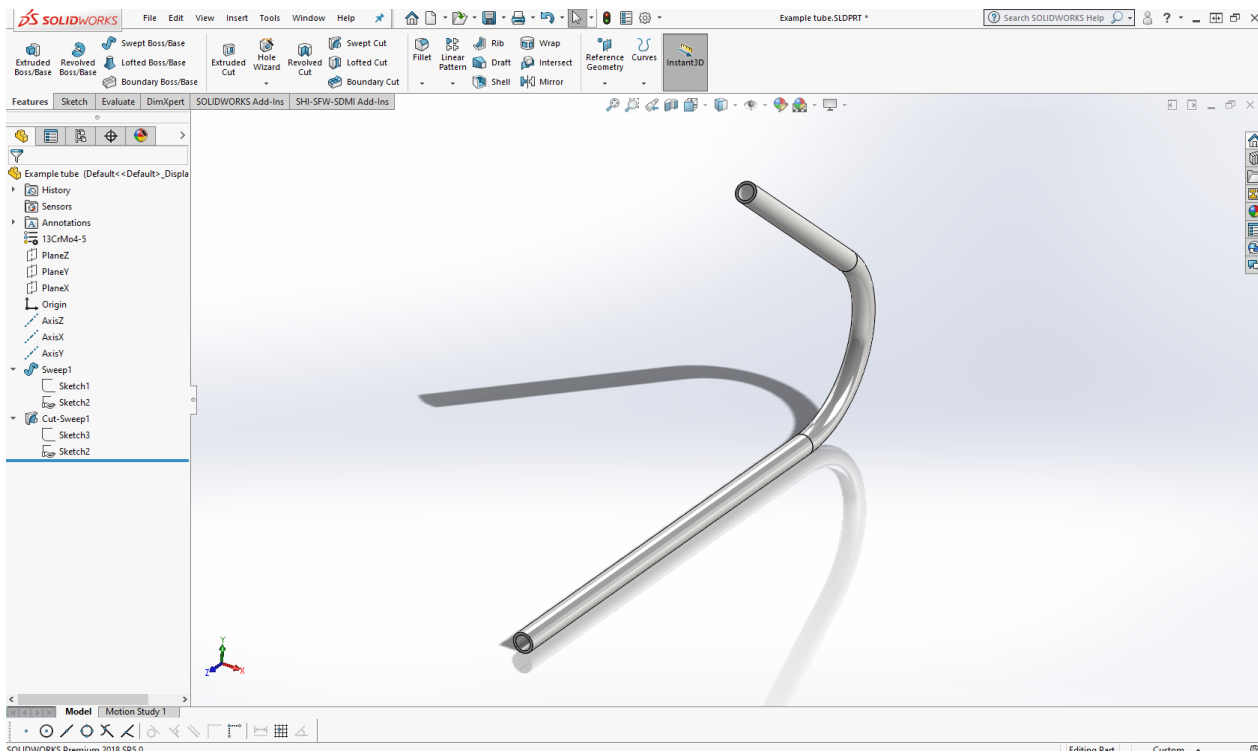 SOLIDWORKS File Edit View Insert Tools Window Help Example tube.SLDPRT * Search SOLIDWORKS Help ?
Extruded Boss/Base
Revolved Boss/Base
Swept Boss/Base
Lofted Boss/Base
Boundary Boss/Base
Extruded Cut
Hole Wizard
Revolved Cut
Swept Cut
Lofted Cut
Boundary Cut
Fillet
Linear Pattern
Rib
Draft
Shell
Wrap
Intersect
Mirror
Reference Geometry
Curves
Instant3D
Features Sketch Evaluate DimXpert SOLIDWORKS Add-Ins SHI-SFW-SDMI Add-Ins
Example tube (Default<<Default>_Displa
History
Sensors
Annotations
13CrMo4-5
PlaneZ
PlaneY
PlaneX
Origin
AxisZ
AxisX
AxisY
Sweep1
Sketch1
Sketch2
Cut-Sweep1
Sketch3
Sketch2
Y
Z X
Model Motion Study 1
SOLIDWORKS Premium 2018 SP5.0 Editing Part Custom